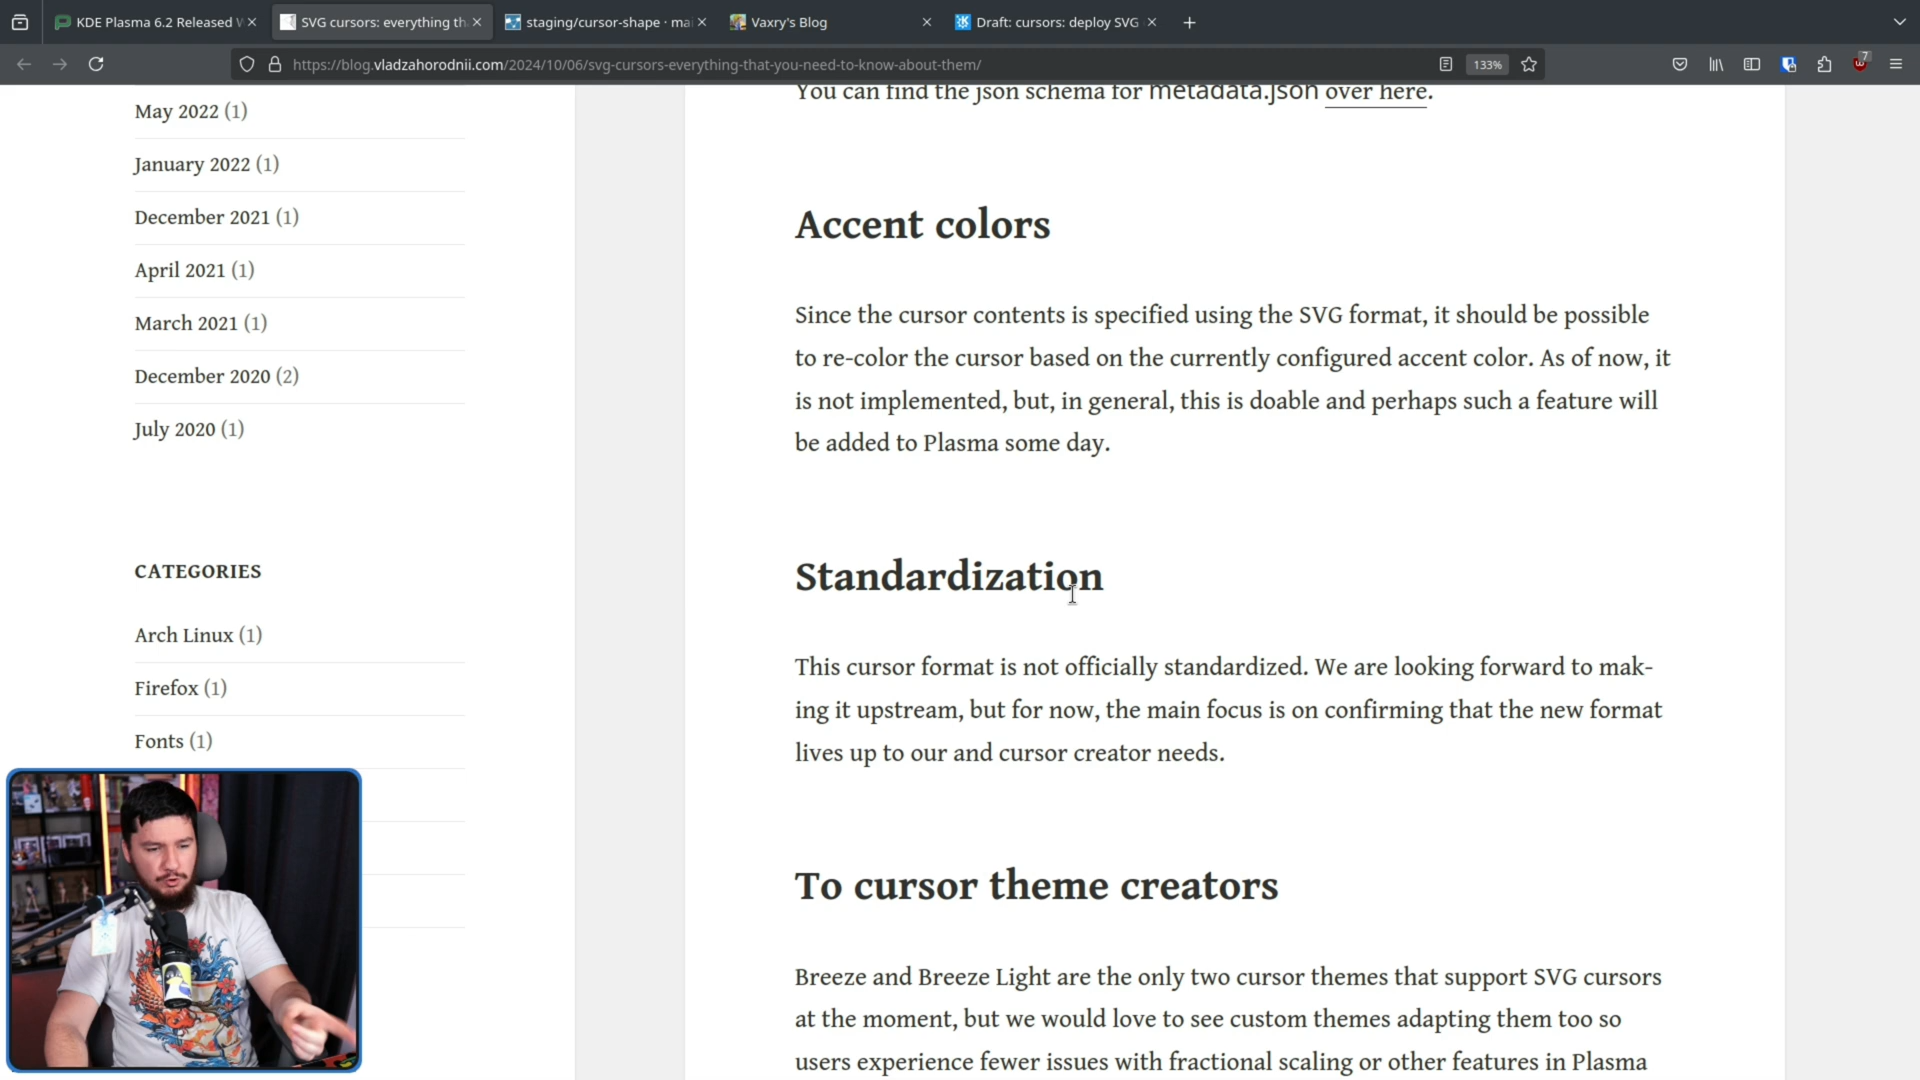 KDE Plasma 6.2 Released W
SVG cursors: everything th
staging/cursor-shape · mai
Vaxry's Blog
Draft: cursors: deploy SVG
https://blog.vladzahorodnii.com/2024/10/06/svg-cursors-everything-that-you-need-to-know-about-them/
133%
7
May 2022 (1)
January 2022 (1)
December 2021 (1)
April 2021 (1)
March 2021 (1)
December 2020 (2)
July 2020 (1)
CATEGORIES
Arch Linux (1)
Firefox (1)
Fonts (1)
You can find the json schema for metadata.json over here.
Accent colors
Since the cursor contents is specified using the SVG format, it should be possible
to re-color the cursor based on the currently configured accent color. As of now, it
is not implemented, but, in general, this is doable and perhaps such a feature will
be added to Plasma some day.
Standardization
This cursor format is not officially standardized. We are looking forward to mak-
ing it upstream, but for now, the main focus is on confirming that the new format
lives up to our and cursor creator needs.
To cursor theme creators
Breeze and Breeze Light are the only two cursor themes that support SVG cursors
at the moment, but we would love to see custom themes adapting them too so
users experience fewer issues with fractional scaling or other features in Plasma